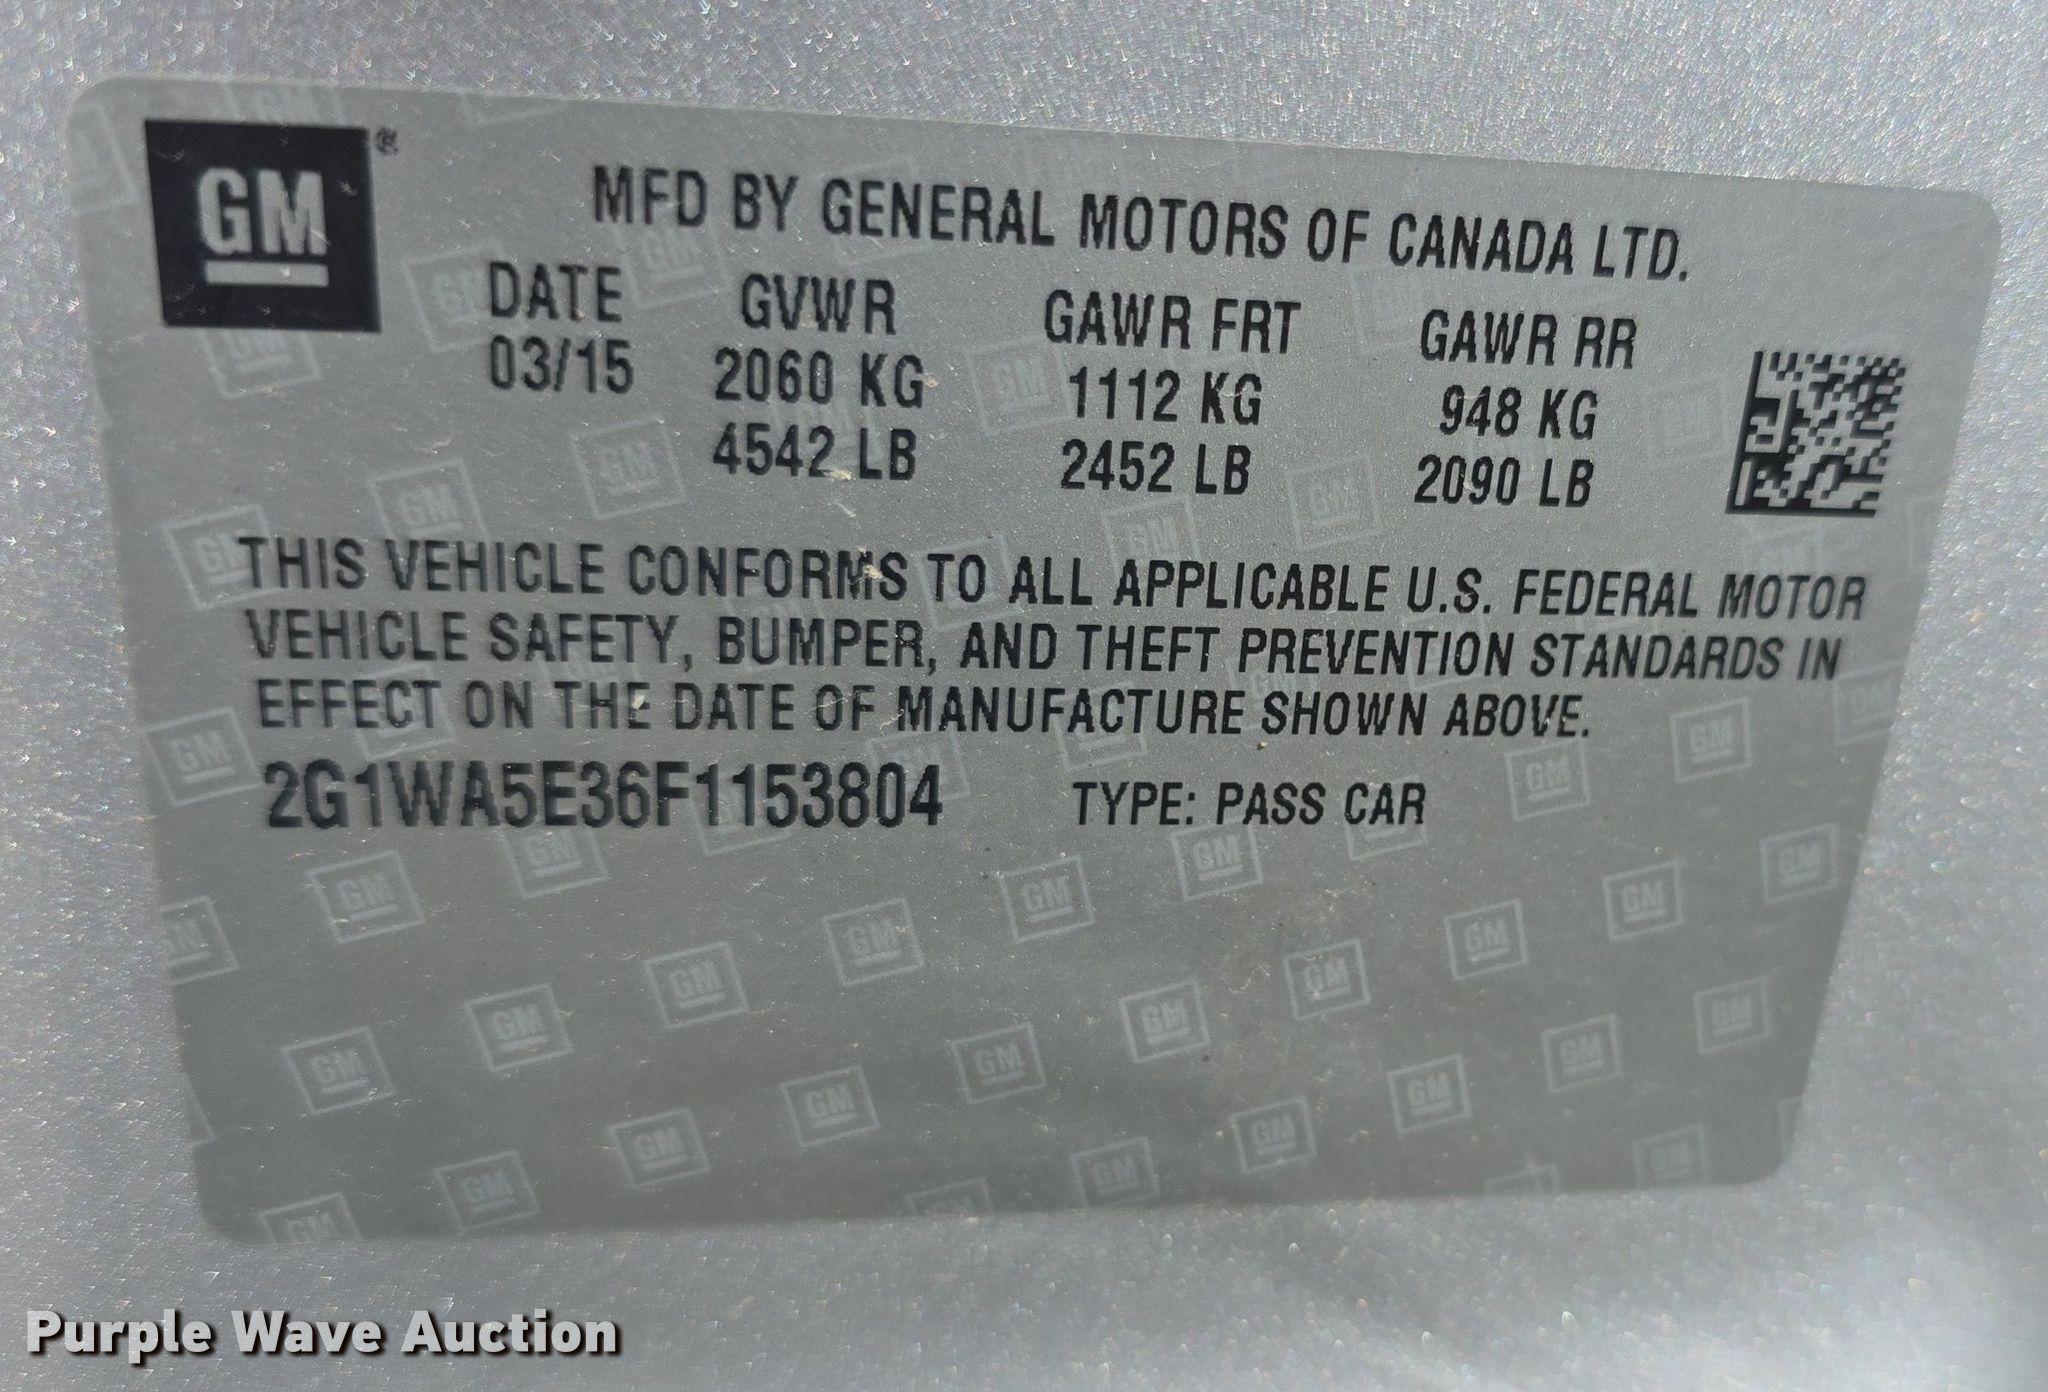 GM®
MFD BY GENERAL MOTORS OF CANADA LTD.
DATE GVWR GAWR FRT GAWR RR
03/15 2060 KG 1112 KG 948 KG
4542 LB 2452 LB 2090 LB
THIS VEHICLE CONFORMS TO ALL APPLICABLE U.S. FEDERAL MOTOR
VEHICLE SAFETY, BUMPER, AND THEFT PREVENTION STANDARDS IN
EFFECT ON THE DATE OF MANUFACTURE SHOWN ABOVE.
2G1WA5E36F1153804 TYPE: PASS CAR
Purple Wave Auction